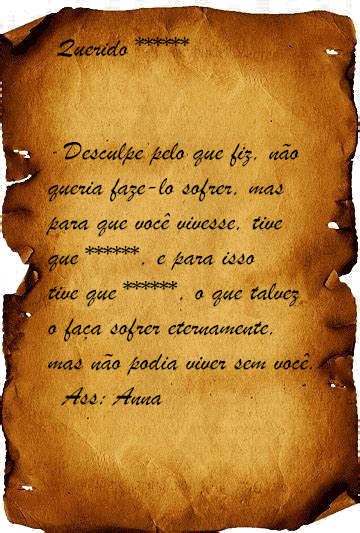 Querido ******
- Desculpe pelo que fiz, não
queria faze-lo sofrer, mas
para que você vivesse, tive
que ******, e para isso
tive que ******, o que talvez
o faça sofrer eternamente,
mas não podia viver sem você.
Ass: Anna